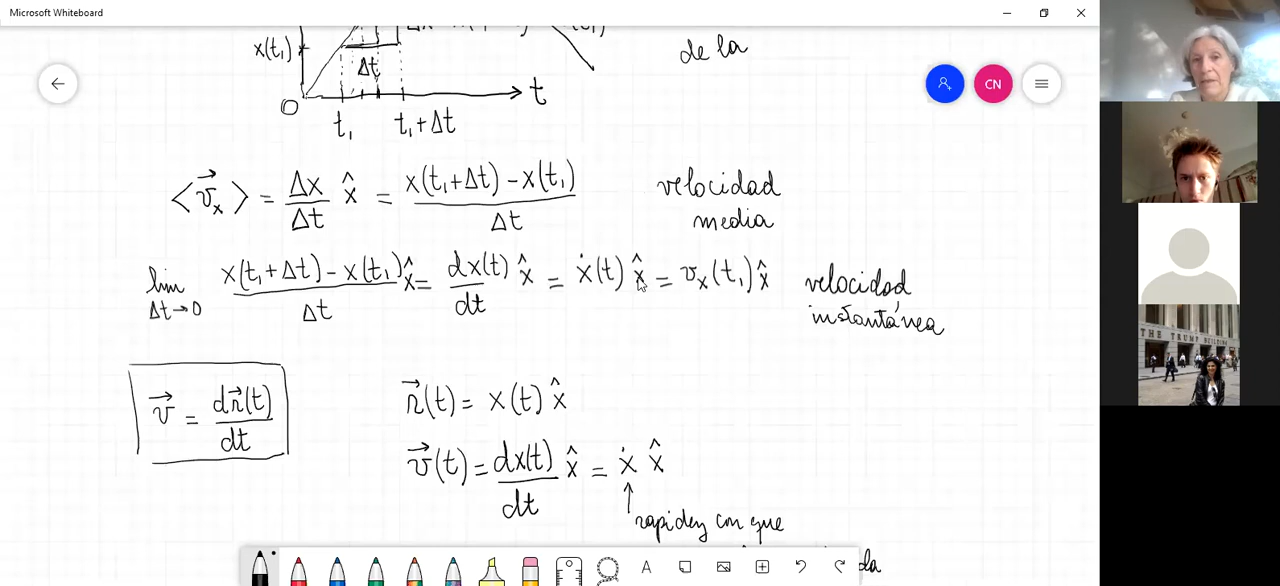 Microsoft Whiteboard
x(t₁)
Δt
O
t₁
t₁+Δt
t
de la
CN
⟨v⃗ₓ⟩ = Δx/Δt x̂ = (x(t₁+Δt) - x(t₁))/Δt
velocidad
media
lim Δt→0 (x(t₁+Δt) - x(t₁))/Δt x̂ = dx(t)/dt x̂ = ẋ(t) x̂ = vₓ(t₁) x̂
velocidad
instantánea
v⃗ = dr⃗(t)/dt
r⃗(t) = x(t) x̂
v⃗(t) = dx(t)/dt x̂ = ẋ x̂
↑
rapidez con que
da
A
THE TRUMP BUILDING